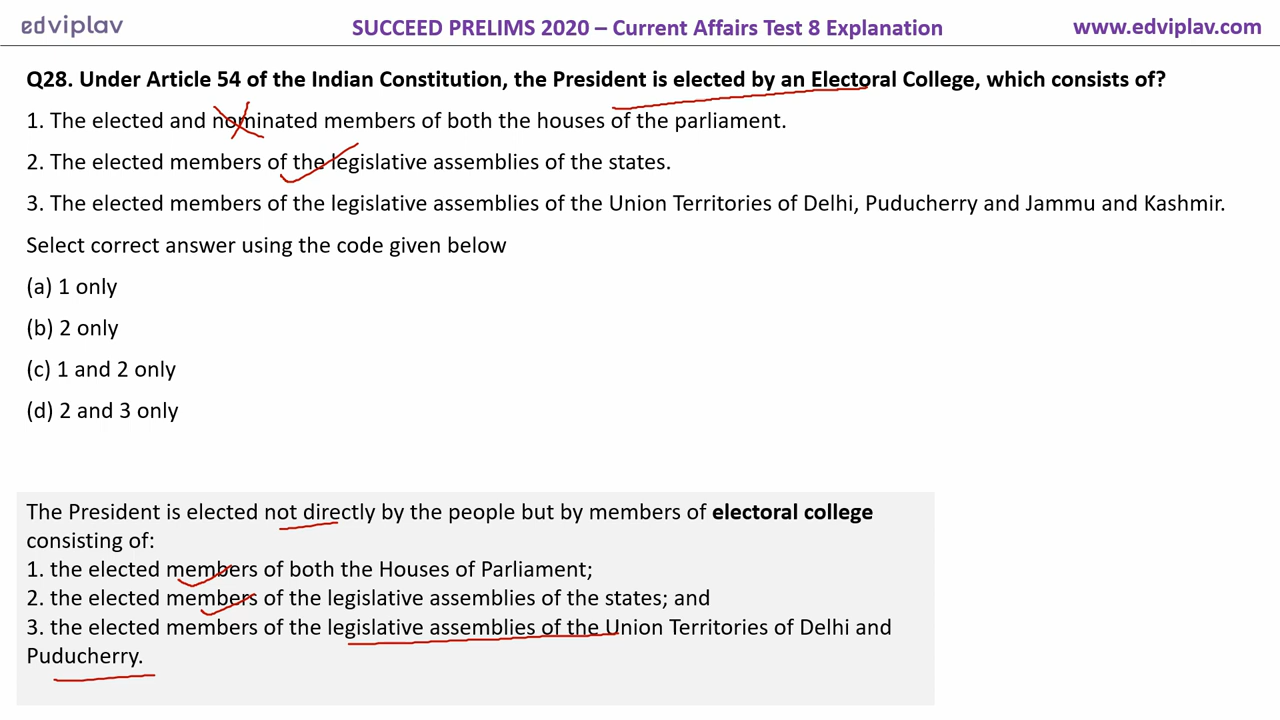 edviplav
SUCCEED PRELIMS 2020 – Current Affairs Test 8 Explanation
www.edviplav.com
Q28. Under Article 54 of the Indian Constitution, the President is elected by an Electoral College, which consists of?
1. The elected and nominated members of both the houses of the parliament.
2. The elected members of the legislative assemblies of the states.
3. The elected members of the legislative assemblies of the Union Territories of Delhi, Puducherry and Jammu and Kashmir.
Select correct answer using the code given below
(a) 1 only
(b) 2 only
(c) 1 and 2 only
(d) 2 and 3 only
The President is elected not directly by the people but by members of electoral college
consisting of:
1. the elected members of both the Houses of Parliament;
2. the elected members of the legislative assemblies of the states; and
3. the elected members of the legislative assemblies of the Union Territories of Delhi and
Puducherry.